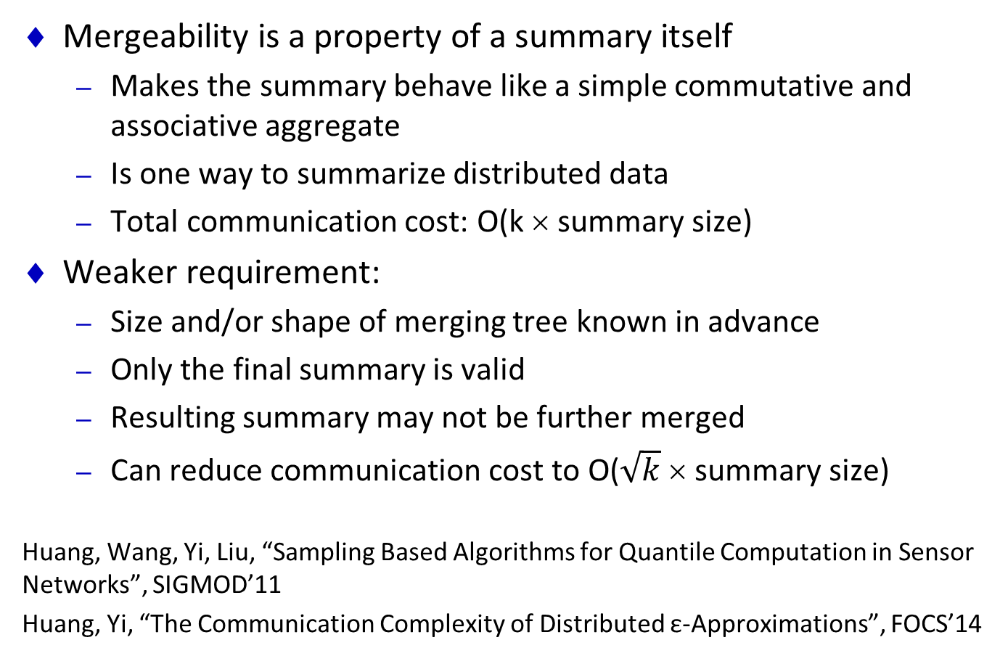 ♦ Mergeability is a property of a summary itself
– Makes the summary behave like a simple commutative and
associative aggregate
– Is one way to summarize distributed data
– Total communication cost: O(k × summary size)
♦ Weaker requirement:
– Size and/or shape of merging tree known in advance
– Only the final summary is valid
– Resulting summary may not be further merged
– Can reduce communication cost to O(√k × summary size)
Huang, Wang, Yi, Liu, “Sampling Based Algorithms for Quantile Computation in Sensor
Networks”, SIGMOD’11
Huang, Yi, “The Communication Complexity of Distributed ε-Approximations”, FOCS’14